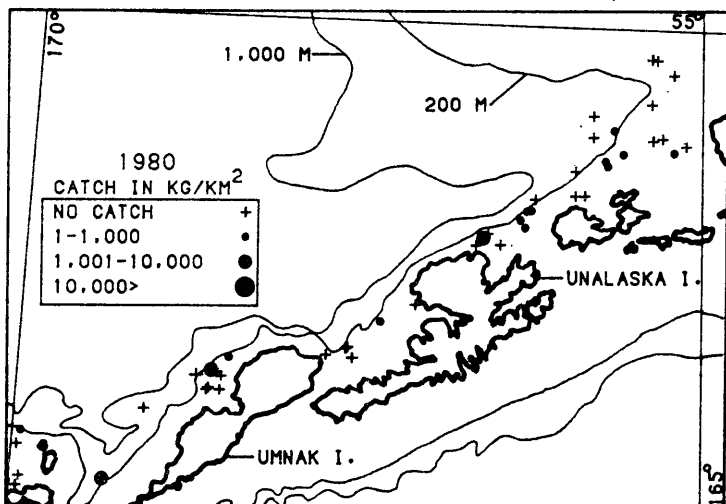 170°
55°
1,000 M
200 M
1980
CATCH IN KG/KM²
NO CATCH +
1-1,000
1,001-10,000
10,000>
UNALASKA I.
UMNAK I.
165°